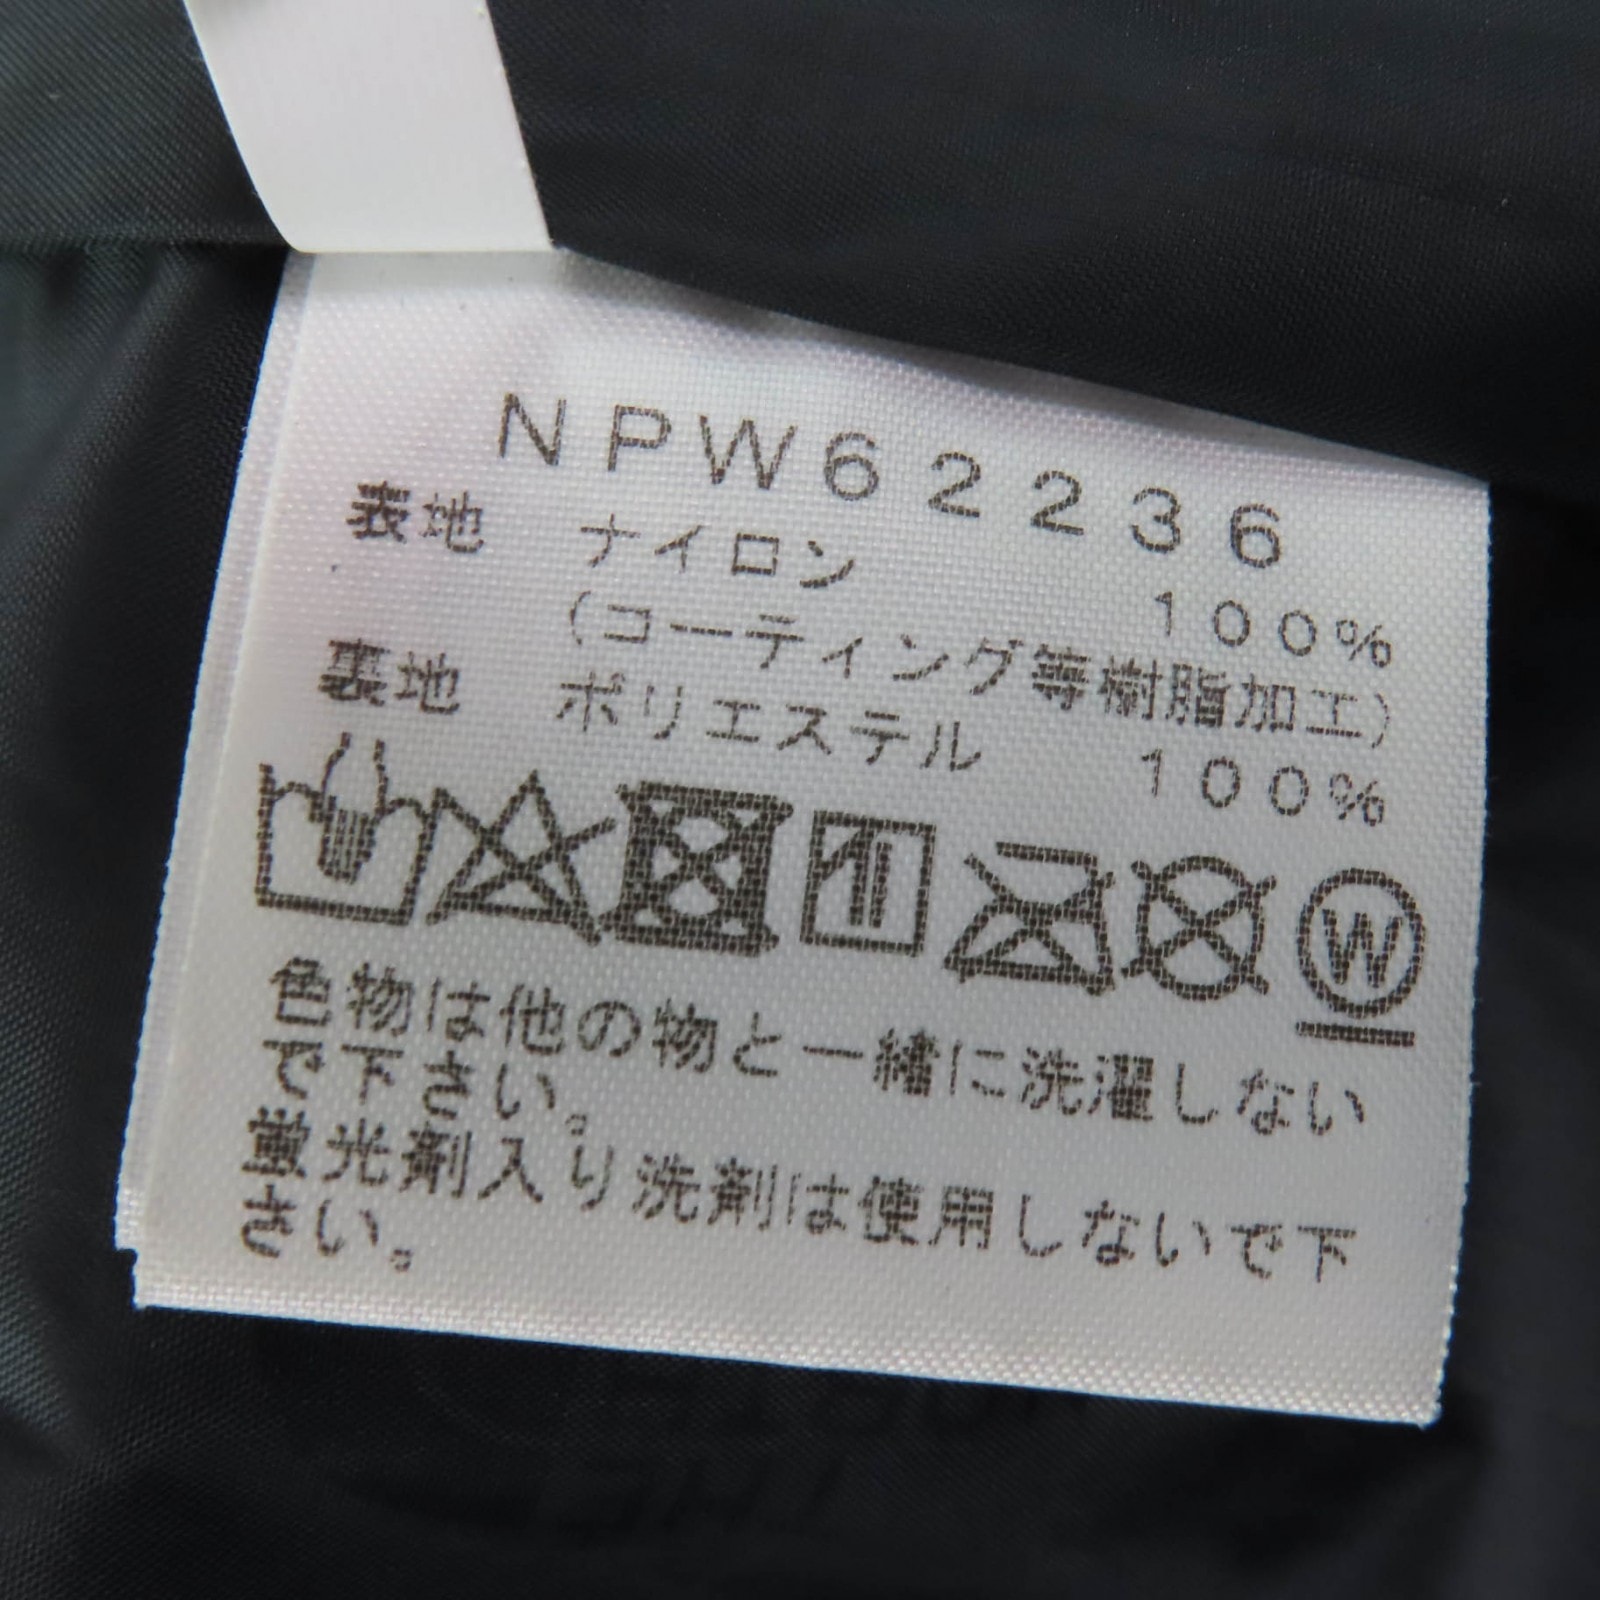 NPW62236
表地 ナイロン 100%
(コーティング等樹脂加工)
裏地 ポリエステル 100%
W
色物は他の物と一緒に洗濯しない
で下さい。
蛍光剤入り洗剤は使用しないで下
さい。